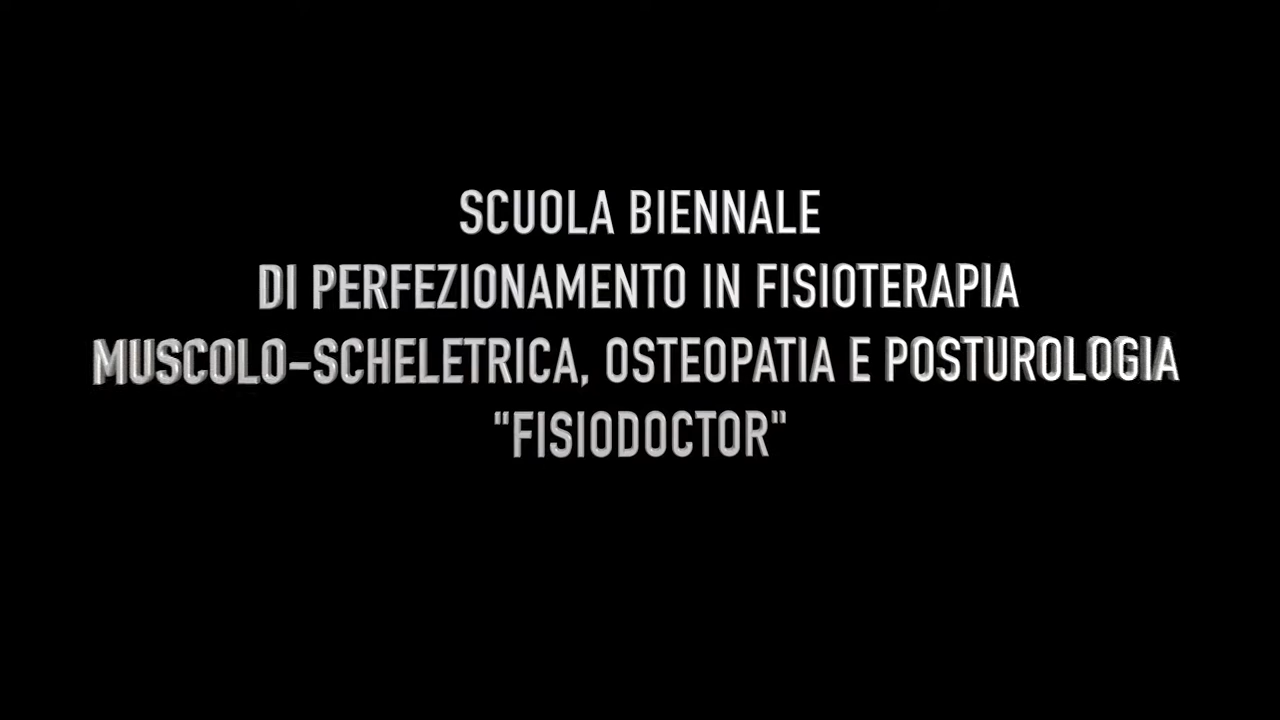 SCUOLA BIENNALE
DI PERFEZIONAMENTO IN FISIOTERAPIA
MUSCOLO-SCHELETRICA, OSTEOPATIA E POSTUROLOGIA
"FISIODOCTOR"